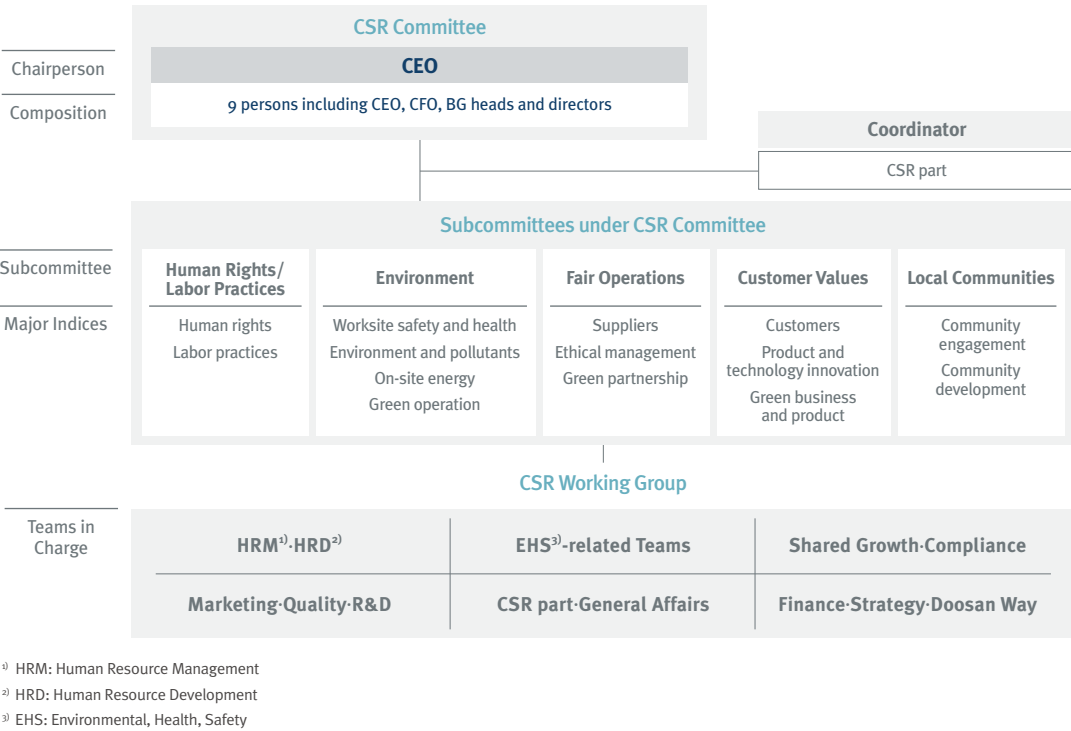 CSR Committee
Chairperson
CEO
Composition
9 persons including CEO, CFO, BG heads and directors
Coordinator
CSR part
Subcommittees under CSR Committee
Subcommittee
Human Rights/
Labor Practices
Environment
Fair Operations
Customer Values
Local Communities
Major Indices
Human rights
Labor practices
Worksite safety and health
Environment and pollutants
On-site energy
Green operation
Suppliers
Ethical management
Green partnership
Customers
Product and
technology innovation
Green business
and product
Community
engagement
Community
development
CSR Working Group
Teams in
Charge
HRM¹⁾·HRD²⁾
EHS³⁾-related Teams
Shared Growth·Compliance
Marketing·Quality·R&D
CSR part·General Affairs
Finance·Strategy·Doosan Way
¹⁾ HRM: Human Resource Management
²⁾ HRD: Human Resource Development
³⁾ EHS: Environmental, Health, Safety